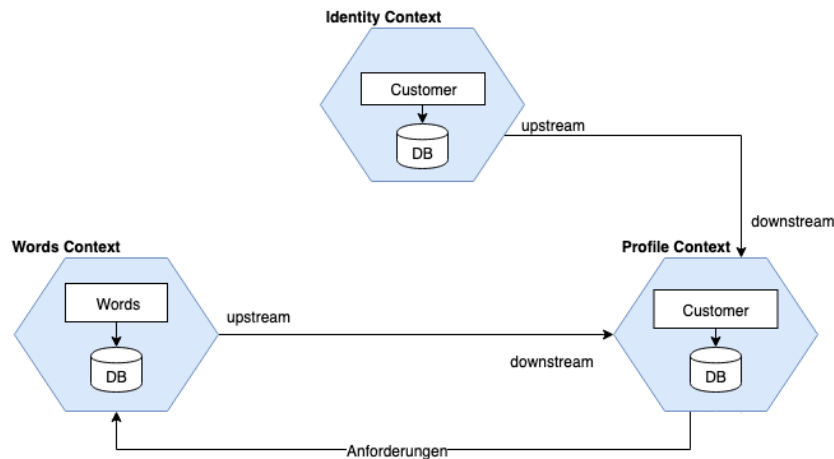 Identity Context
Customer
DB
upstream
downstream
Words Context
Words
DB
upstream
downstream
Profile Context
Customer
DB
Anforderungen